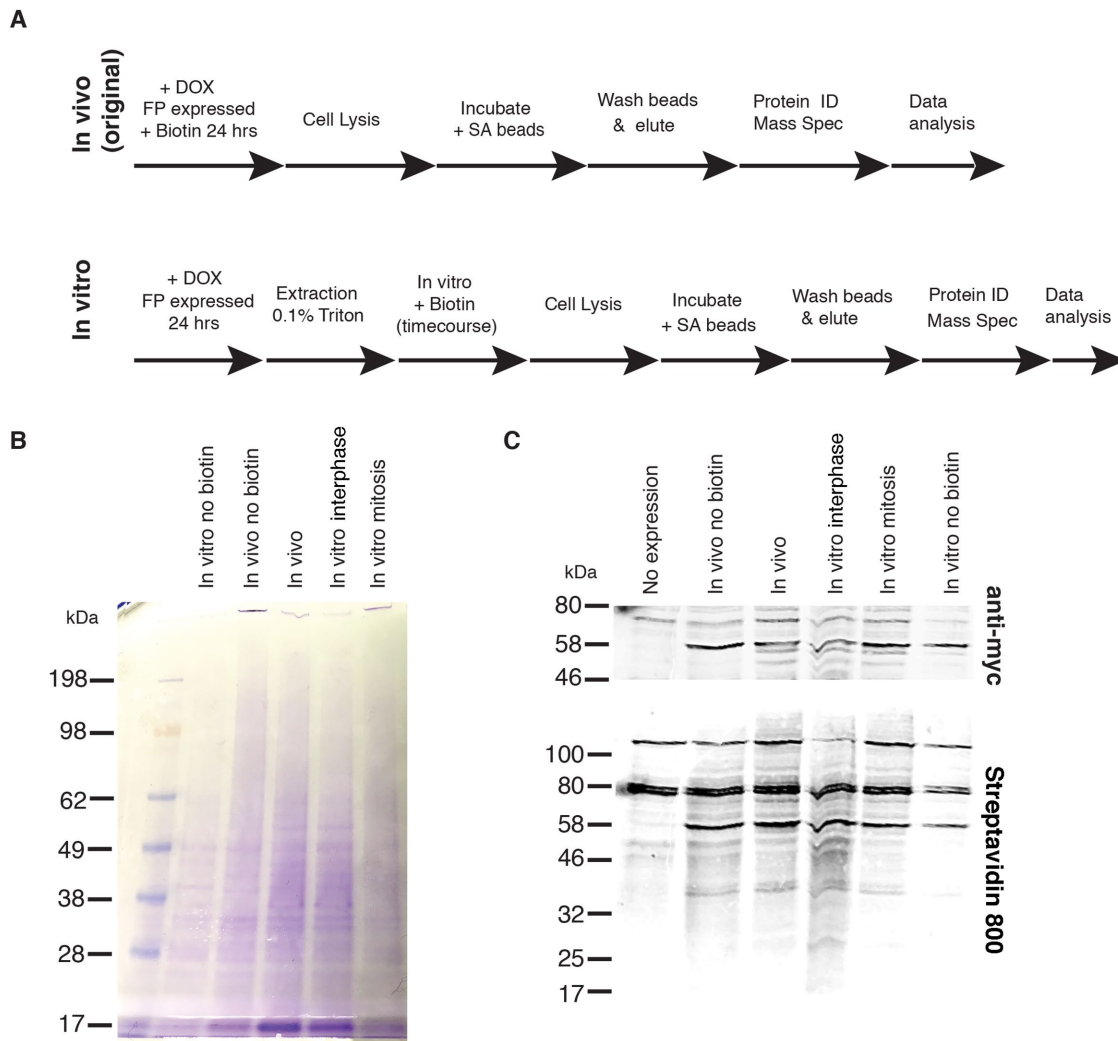 A
In vivo
(original)
+ DOX
FP expressed
+ Biotin 24 hrs
Cell Lysis
Incubate
+ SA beads
Wash beads
& elute
Protein ID
Mass Spec
Data
analysis
In vitro
+ DOX
FP expressed
24 hrs
Extraction
0.1% Triton
In vitro
+ Biotin
(timecourse)
Cell Lysis
Incubate
+ SA beads
Wash beads
& elute
Protein ID
Mass Spec
Data
analysis
B
In vitro no biotin
In vivo no biotin
In vivo
In vitro interphase
In vitro mitosis
kDa
198
98
62
49
38
28
17
C
No expression
In vivo no biotin
In vivo
In vitro interphase
In vitro mitosis
In vitro no biotin
kDa
80
58
46
anti-myc
100
80
58
46
32
25
17
Streptavidin 800